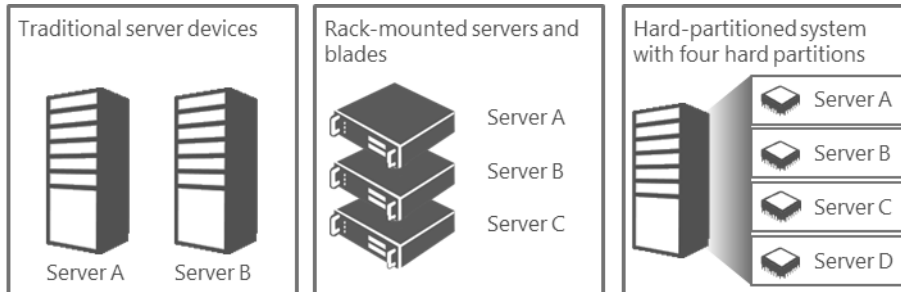 Traditional server devices
Server A
Server B
Rack-mounted servers and
blades
Server A
Server B
Server C
Hard-partitioned system
with four hard partitions
Server A
Server B
Server C
Server D